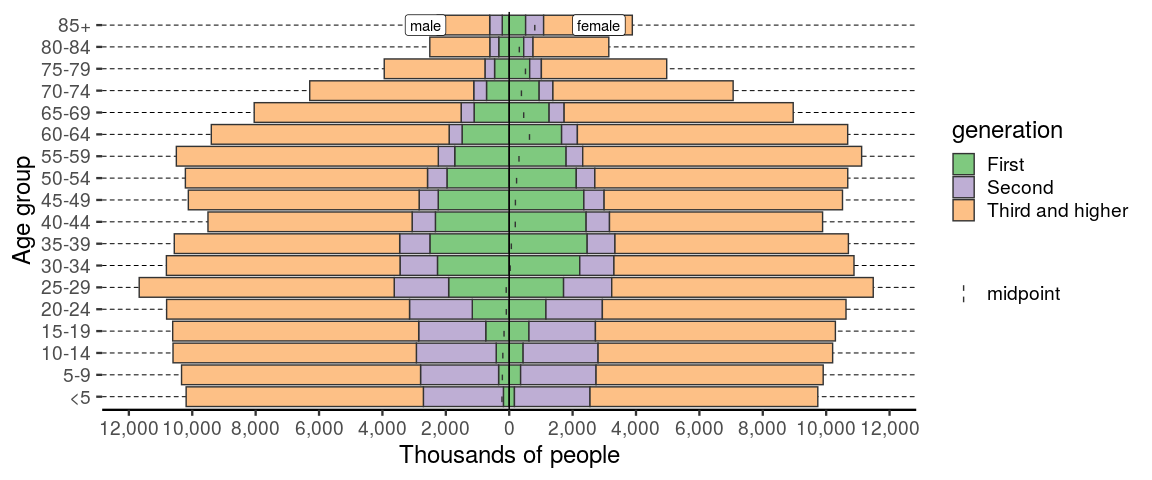 85+
male
female
80-84
75-79
70-74
65-69
60-64
55-59
50-54
45-49
40-44
35-39
30-34
25-29
20-24
15-19
10-14
5-9
<5
Age group
12,000 10,000 8,000 6,000 4,000 2,000 0 2,000 4,000 6,000 8,000 10,000 12,000
Thousands of people
generation
First
Second
Third and higher
midpoint